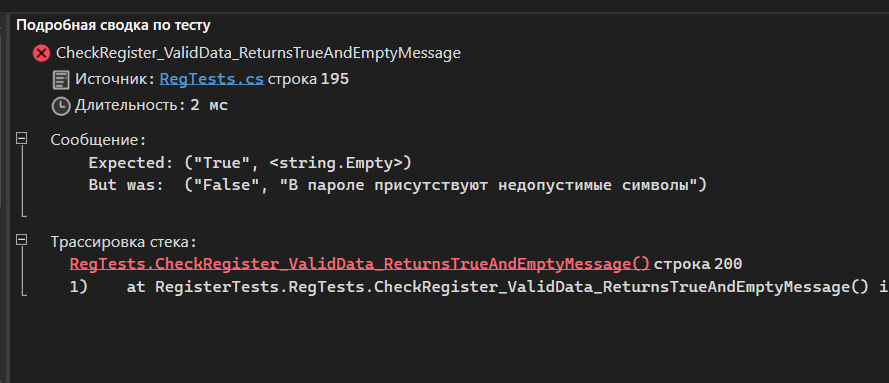 Подробная сводка по тесту
CheckRegister_ValidData_ReturnsTrueAndEmptyMessage
Источник: RegTests.cs строка 195
Длительность: 2 мс
Сообщение:
Expected: ("True", <string.Empty>)
But was:  ("False", "В пароле присутствуют недопустимые символы")
Трассировка стека:
RegTests.CheckRegister_ValidData_ReturnsTrueAndEmptyMessage() строка 200
1)    at RegisterTests.RegTests.CheckRegister_ValidData_ReturnsTrueAndEmptyMessage() i